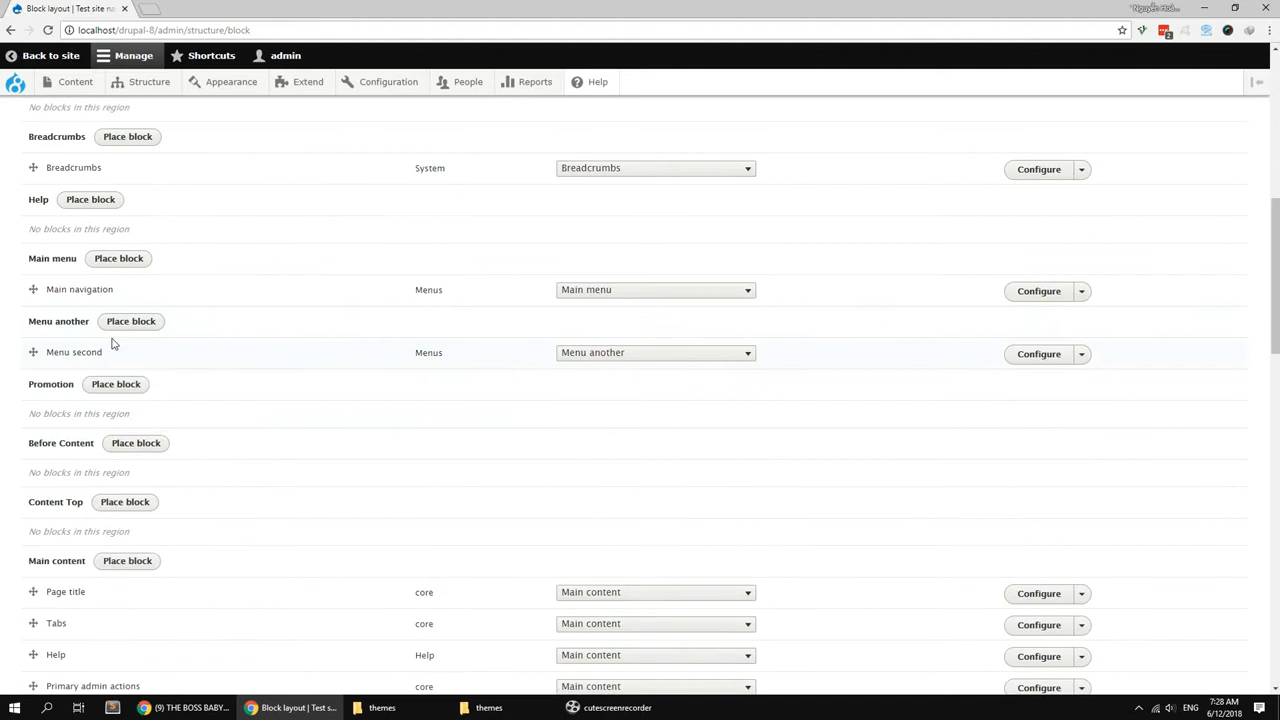 Block layout | Test site n
"Nguyễn Hoà...
localhost/drupal-8/admin/structure/block
2
Back to site Manage Shortcuts admin
Content Structure Appearance Extend Configuration People Reports Help
No blocks in this region
Breadcrumbs Place block
Breadcrumbs System Breadcrumbs Configure
Help Place block
No blocks in this region
Main menu Place block
Main navigation Menus Main menu Configure
Menu another Place block
Menu second Menus Menu another Configure
Promotion Place block
No blocks in this region
Before Content Place block
No blocks in this region
Content Top Place block
No blocks in this region
Main content Place block
Page title core Main content Configure
Tabs core Main content Configure
Help Help Main content Configure
Primary admin actions core Main content Configure
(9) THE BOSS BABY... Block layout | Test s... themes themes cutescreenrecorder
7:28 AM
6/12/2018